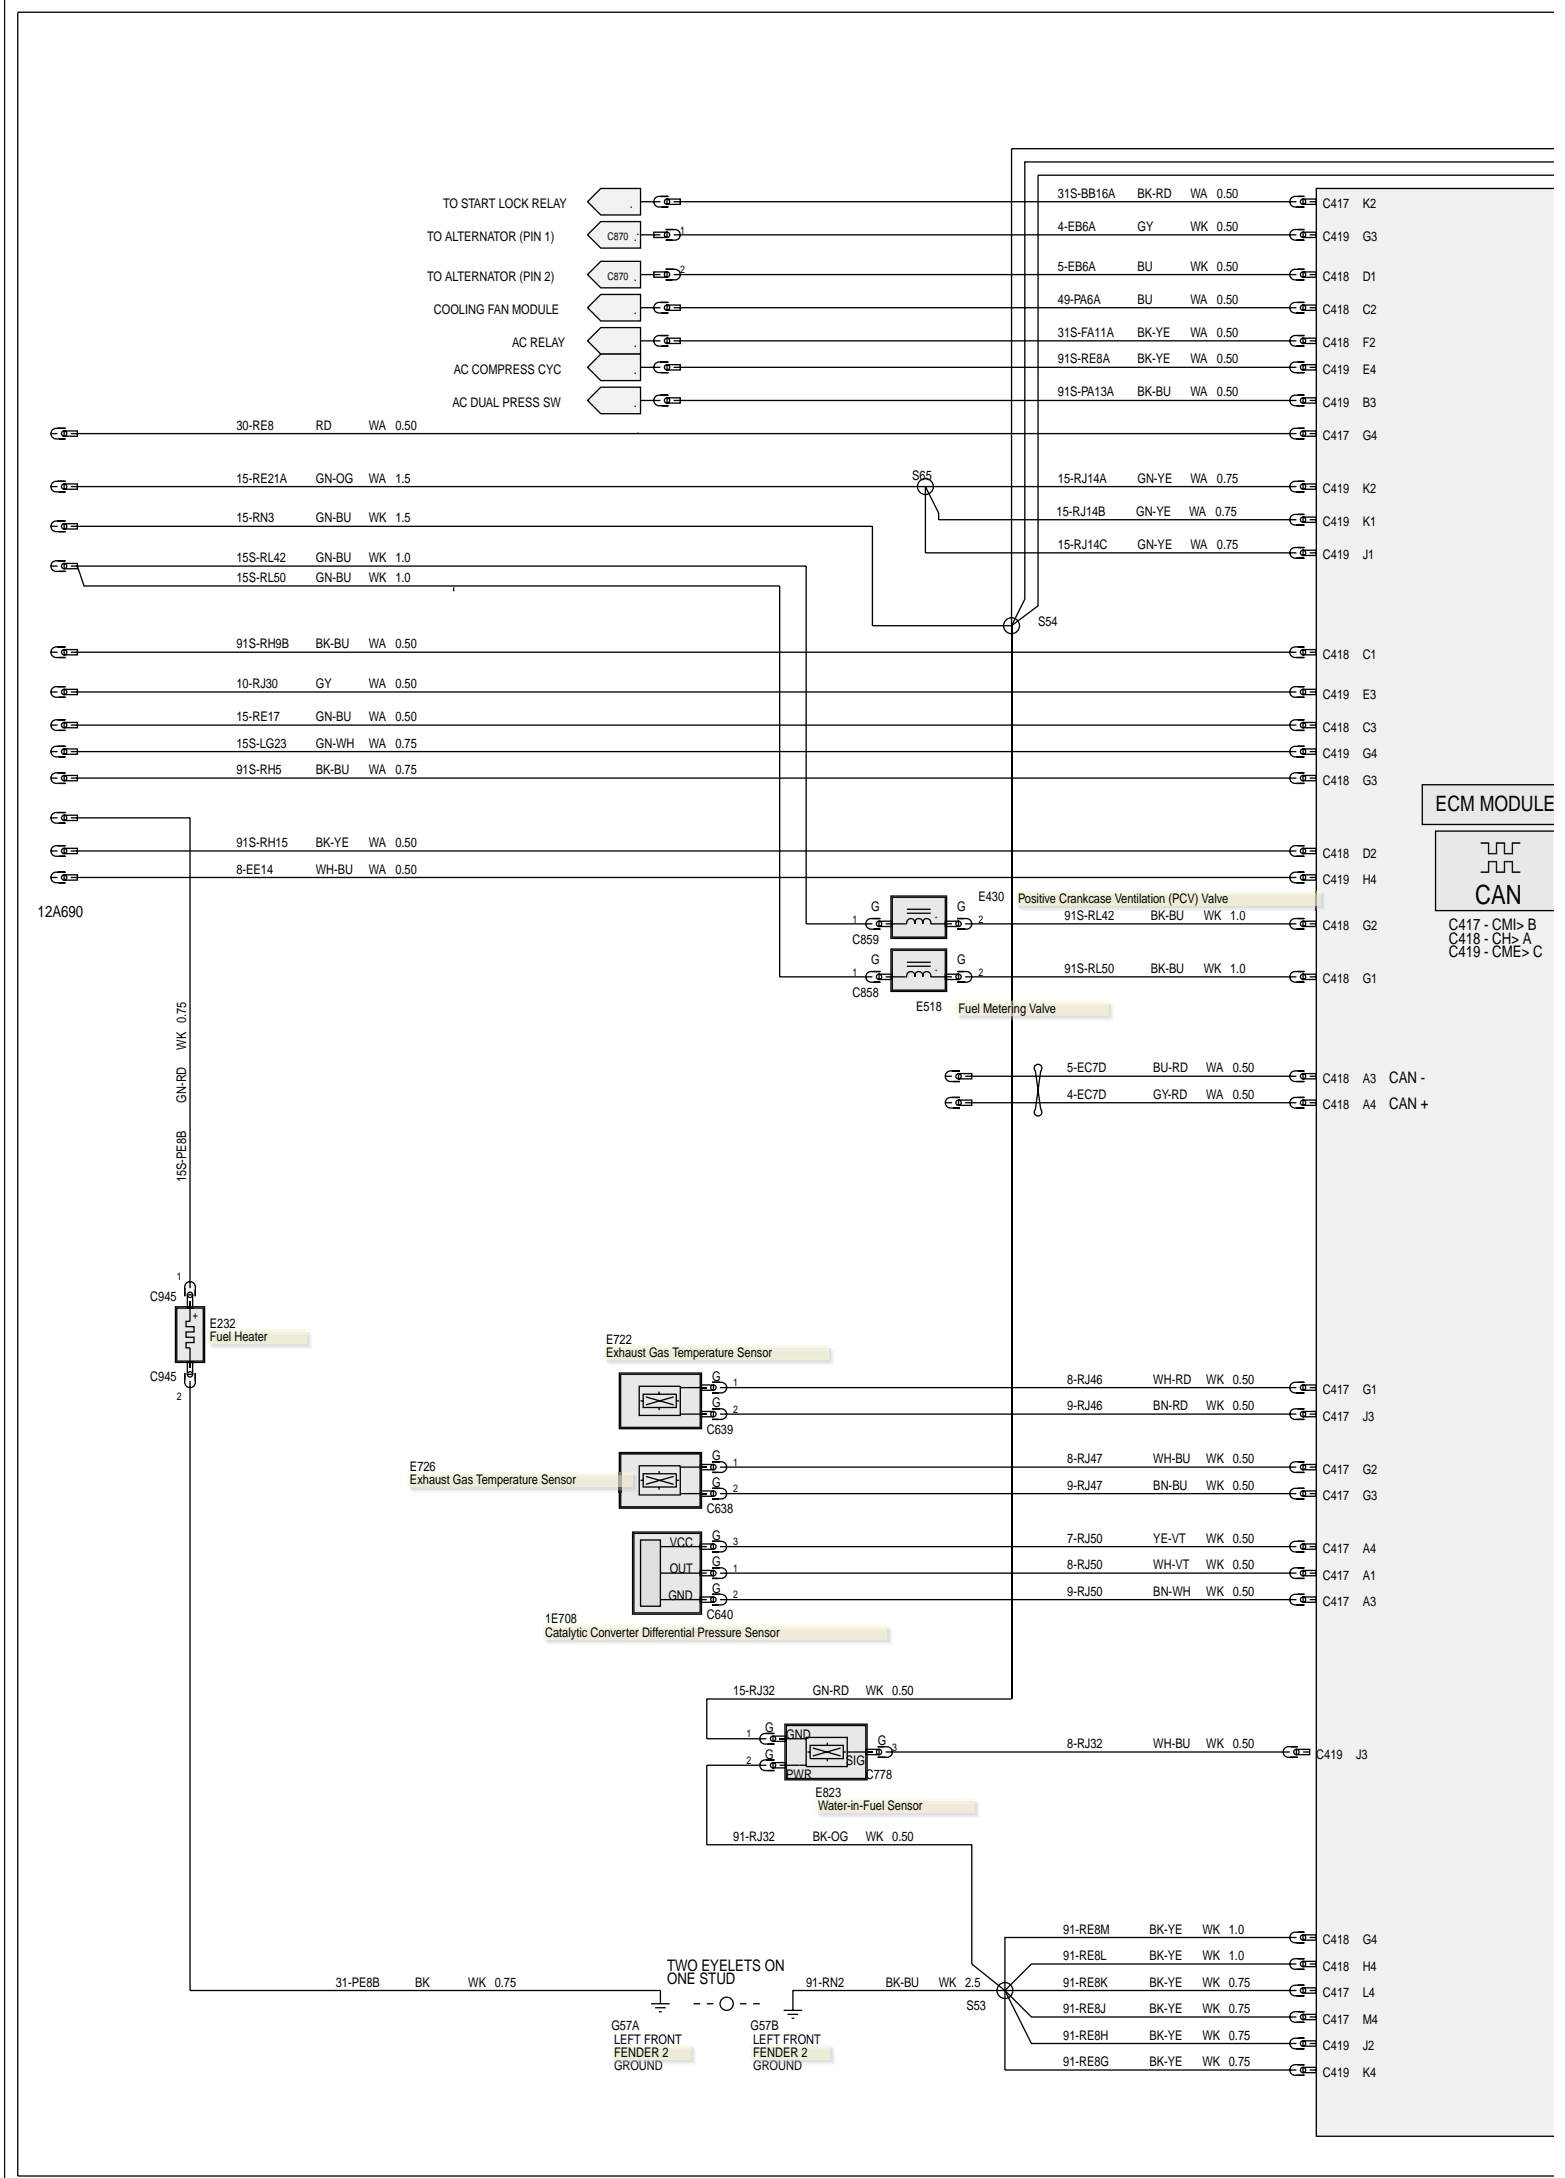 TO START LOCK RELAY . 31S-BB16A BK-RD WA 0.50 C417 K2
TO ALTERNATOR (PIN 1) C870 . 1 4-EB6A GY WK 0.50 C419 G3
TO ALTERNATOR (PIN 2) C870 . 2 5-EB6A BU WK 0.50 C418 D1
COOLING FAN MODULE . 49-PA6A BU WA 0.50 C418 C2
AC RELAY . 31S-FA11A BK-YE WA 0.50 C418 F2
AC COMPRESS CYC . 91S-RE8A BK-YE WA 0.50 C419 E4
AC DUAL PRESS SW . 91S-PA13A BK-BU WA 0.50 C419 B3
30-RE8 RD WA 0.50 C417 G4
15-RE21A GN-OG WA 1.5 S65 15-RJ14A GN-YE WA 0.75 C419 K2
15-RN3 GN-BU WK 1.5 15-RJ14B GN-YE WA 0.75 C419 K1
15S-RL42 GN-BU WK 1.0 15-RJ14C GN-YE WA 0.75 C419 J1
15S-RL50 GN-BU WK 1.0
S54
91S-RH9B BK-BU WA 0.50 C418 C1
10-RJ30 GY WA 0.50 C419 E3
15-RE17 GN-BU WA 0.50 C418 C3
15S-LG23 GN-WH WA 0.75 C419 G4
91S-RH5 BK-BU WA 0.75 C418 G3
ECM MODULE
91S-RH15 BK-YE WA 0.50 C418 D2
8-EE14 WH-BU WA 0.50 C419 H4
CAN
C417 - CMI> B
C418 - CH> A
C419 - CME> C
12A690
E430 Positive Crankcase Ventilation (PCV) Valve
G G
1 2 91S-RL42 BK-BU WK 1.0 C418 G2
C859
G G
1 2 91S-RL50 BK-BU WK 1.0 C418 G1
C858
E518 Fuel Metering Valve
15S-PE8B GN-RD WK 0.75
5-EC7D BU-RD WA 0.50 C418 A3 CAN -
4-EC7D GY-RD WA 0.50 C418 A4 CAN +
1
C945
+
E232
Fuel Heater
C945
2
E722
Exhaust Gas Temperature Sensor
G 1 8-RJ46 WH-RD WK 0.50 C417 G1
G 2 9-RJ46 BN-RD WK 0.50 C417 J3
C639
E726
Exhaust Gas Temperature Sensor
G 1 8-RJ47 WH-BU WK 0.50 C417 G2
G 2 9-RJ47 BN-BU WK 0.50 C417 G3
C638
VCC G 3 7-RJ50 YE-VT WK 0.50 C417 A4
OUT G 1 8-RJ50 WH-VT WK 0.50 C417 A1
GND G 2 9-RJ50 BN-WH WK 0.50 C417 A3
C640
1E708
Catalytic Converter Differential Pressure Sensor
15-RJ32 GN-RD WK 0.50
1 G GND
SIG G 3 8-RJ32 WH-BU WK 0.50 C419 J3
2 G PWR C778
E823
Water-in-Fuel Sensor
91-RJ32 BK-OG WK 0.50
91-RE8M BK-YE WK 1.0 C418 G4
91-RE8L BK-YE WK 1.0 C418 H4
TWO EYELETS ON
ONE STUD
31-PE8B BK WK 0.75 91-RN2 BK-BU WK 2.5 91-RE8K BK-YE WK 0.75 C417 L4
S53
91-RE8J BK-YE WK 0.75 C417 M4
91-RE8H BK-YE WK 0.75 C419 J2
91-RE8G BK-YE WK 0.75 C419 K4
G57A
LEFT FRONT
FENDER 2
GROUND
G57B
LEFT FRONT
FENDER 2
GROUND